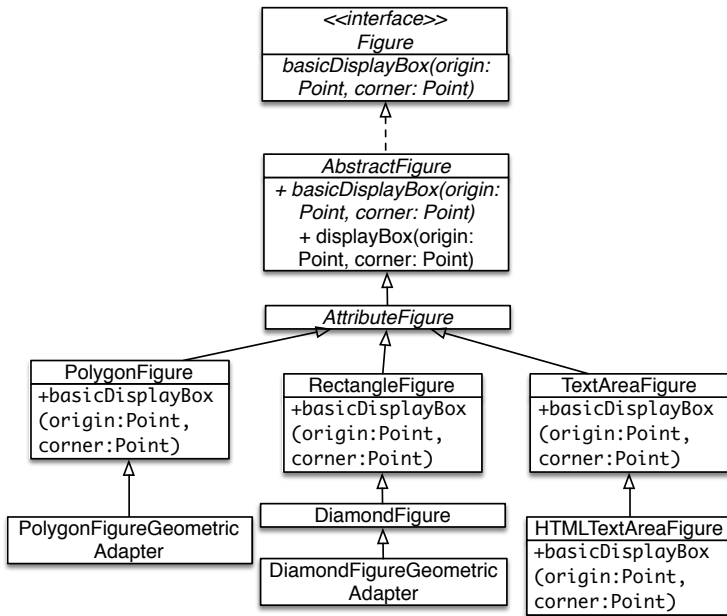 <<interface>>
Figure
basicDisplayBox(origin:
Point, corner: Point)
AbstractFigure
+ basicDisplayBox(origin:
Point, corner: Point)
+ displayBox(origin:
Point, corner: Point)
AttributeFigure
PolygonFigure
+basicDisplayBox
(origin:Point,
corner:Point)
RectangleFigure
+basicDisplayBox
(origin:Point,
corner:Point)
TextAreaFigure
+basicDisplayBox
(origin:Point,
corner:Point)
PolygonFigureGeometric
Adapter
DiamondFigure
DiamondFigureGeometric
Adapter
HTMLTextAreaFigure
+basicDisplayBox
(origin:Point,
corner:Point)